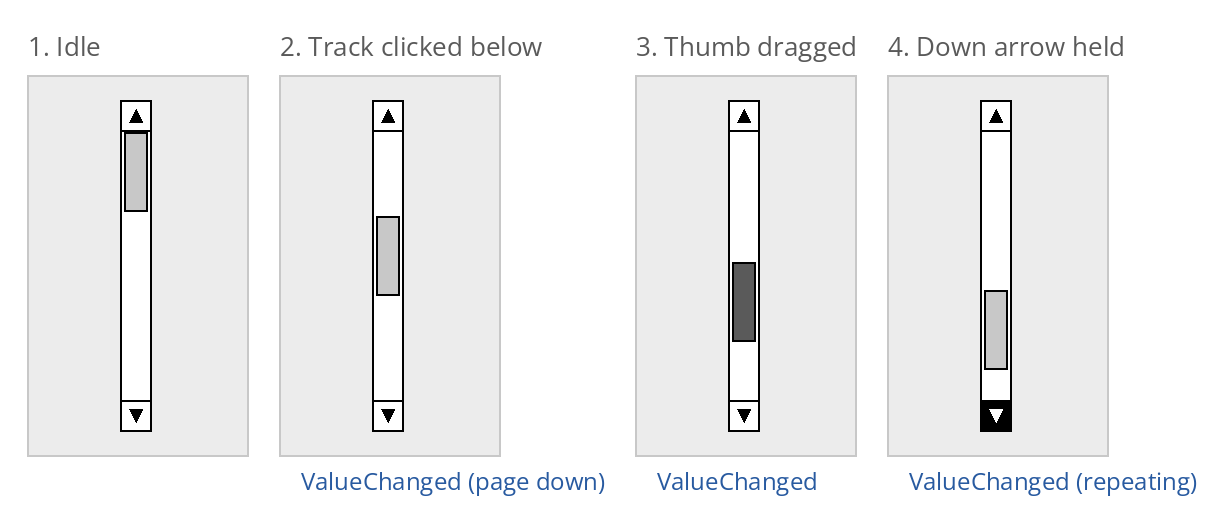 1. Idle
2. Track clicked below
3. Thumb dragged
4. Down arrow held
ValueChanged (page down)
ValueChanged
ValueChanged (repeating)